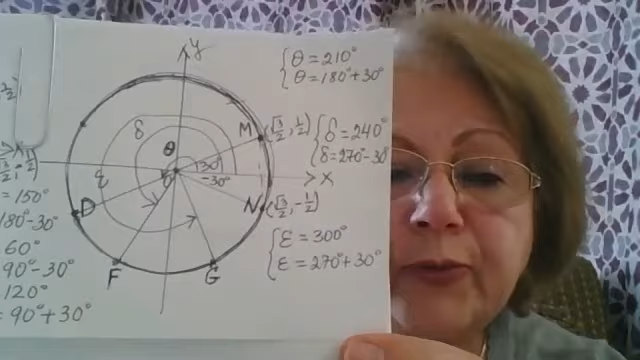 y
{θ = 210°
{θ = 180° + 30°
δ
M (√3/2, 1/2)
{δ = 240°
{δ = 270° - 30°
θ
30°
-30°
x
ε
= 150°
D
N (√3/2, -1/2)
180° - 30°
60°
{ε = 300°
{ε = 270° + 30°
90° - 30°
F
G
120°
= 90° + 30°